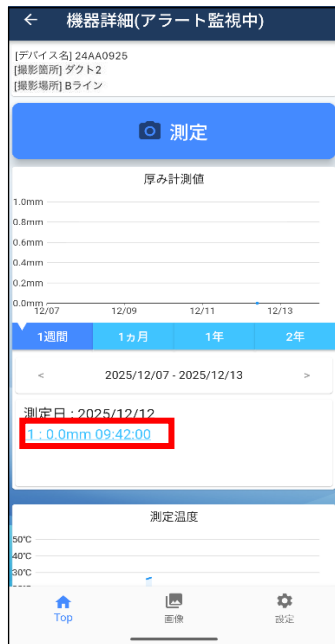 ← 機器詳細(アラート監視中)
[デバイス名] 24AA0925
[撮影箇所] ダクト2
[撮影場所] Bライン
測定
厚み計測値
1.0mm
0.8mm
0.6mm
0.4mm
0.2mm
0.0mm
12/07 12/09 12/11 12/13
1週間 1ヵ月 1年 2年
< 2025/12/07 - 2025/12/13 >
測定日 : 2025/12/12
1 : 0.0mm 09:42:00
測定温度
50℃
40℃
30℃
Top 画像 設定